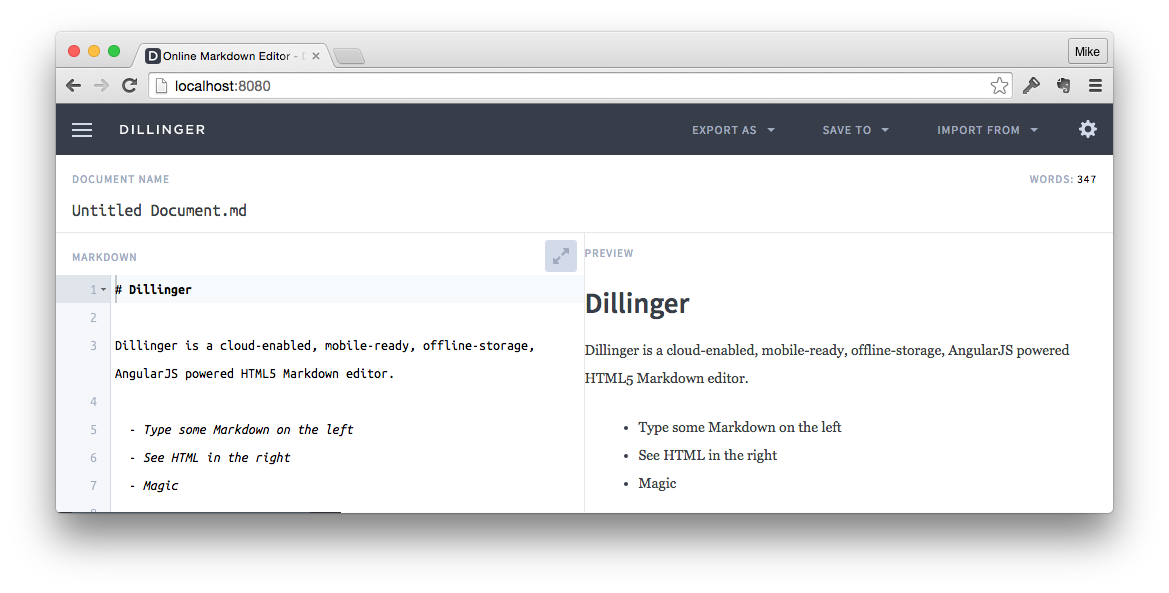 Online Markdown Editor -
Mike
localhost:8080
DILLINGER
EXPORT AS
SAVE TO
IMPORT FROM
DOCUMENT NAME
WORDS: 347
Untitled Document.md
MARKDOWN
1 # Dillinger
2
3 Dillinger is a cloud-enabled, mobile-ready, offline-storage,
AngularJS powered HTML5 Markdown editor.
4
5 - Type some Markdown on the left
6 - See HTML in the right
7 - Magic
PREVIEW
Dillinger
Dillinger is a cloud-enabled, mobile-ready, offline-storage, AngularJS powered
HTML5 Markdown editor.
• Type some Markdown on the left
• See HTML in the right
• Magic